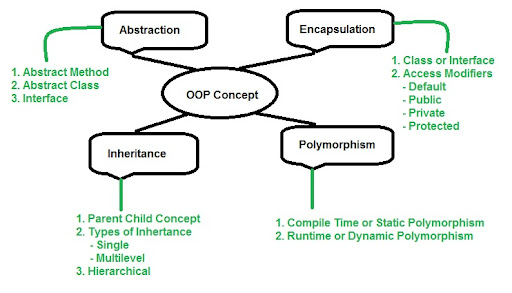 Abstraction
1. Abstract Method
2. Abstract Class
3. Interface
Encapsulation
1. Class or Interface
2. Access Modifiers
- Default
- Public
- Private
- Protected
OOP Concept
Inheritance
1. Parent Child Concept
2. Types of Inhertance
- Single
- Multilevel
3. Hierarchical
Polymorphism
1. Compile Time or Static Polymorphism
2. Runtime or Dynamic Polymorphism